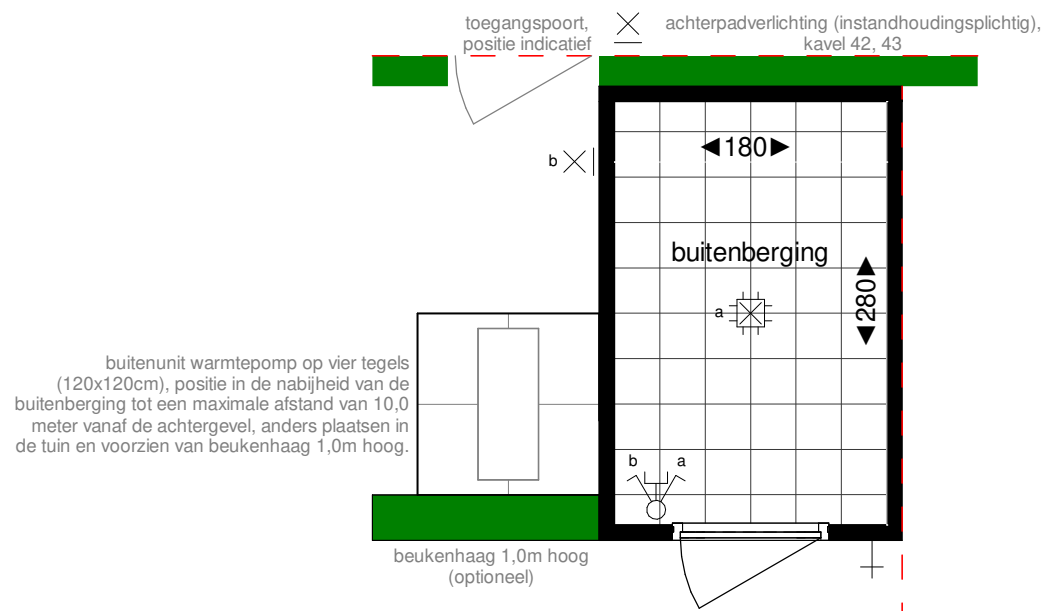 toegangspoort,
positie indicatief
achterpadverlichting (instandhoudingsplichtig),
kavel 42, 43
180
b
buitenberging
280
a
buitenunit warmtepomp op vier tegels
(120x120cm), positie in de nabijheid van de
buitenberging tot een maximale afstand van 10,0
meter vanaf de achtergevel, anders plaatsen in
de tuin en voorzien van beukenhaag 1,0m hoog.
b a
beukenhaag 1,0m hoog
(optioneel)